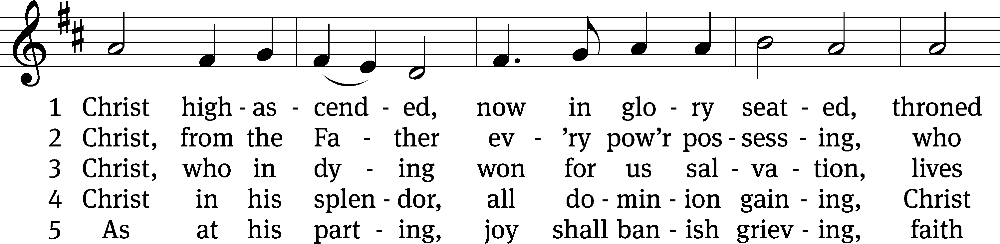 1 Christ high - as - cend - ed, now in glo - ry seat - ed, throned
2 Christ, from the Fa - ther ev - ’ry pow’r pos - sess - ing, who
3 Christ, who in dy - ing won for us sal - va - tion, lives
4 Christ in his splen - dor, all do - min - ion gain - ing, Christ
5 As at his part - ing, joy shall ban - ish griev - ing, faith